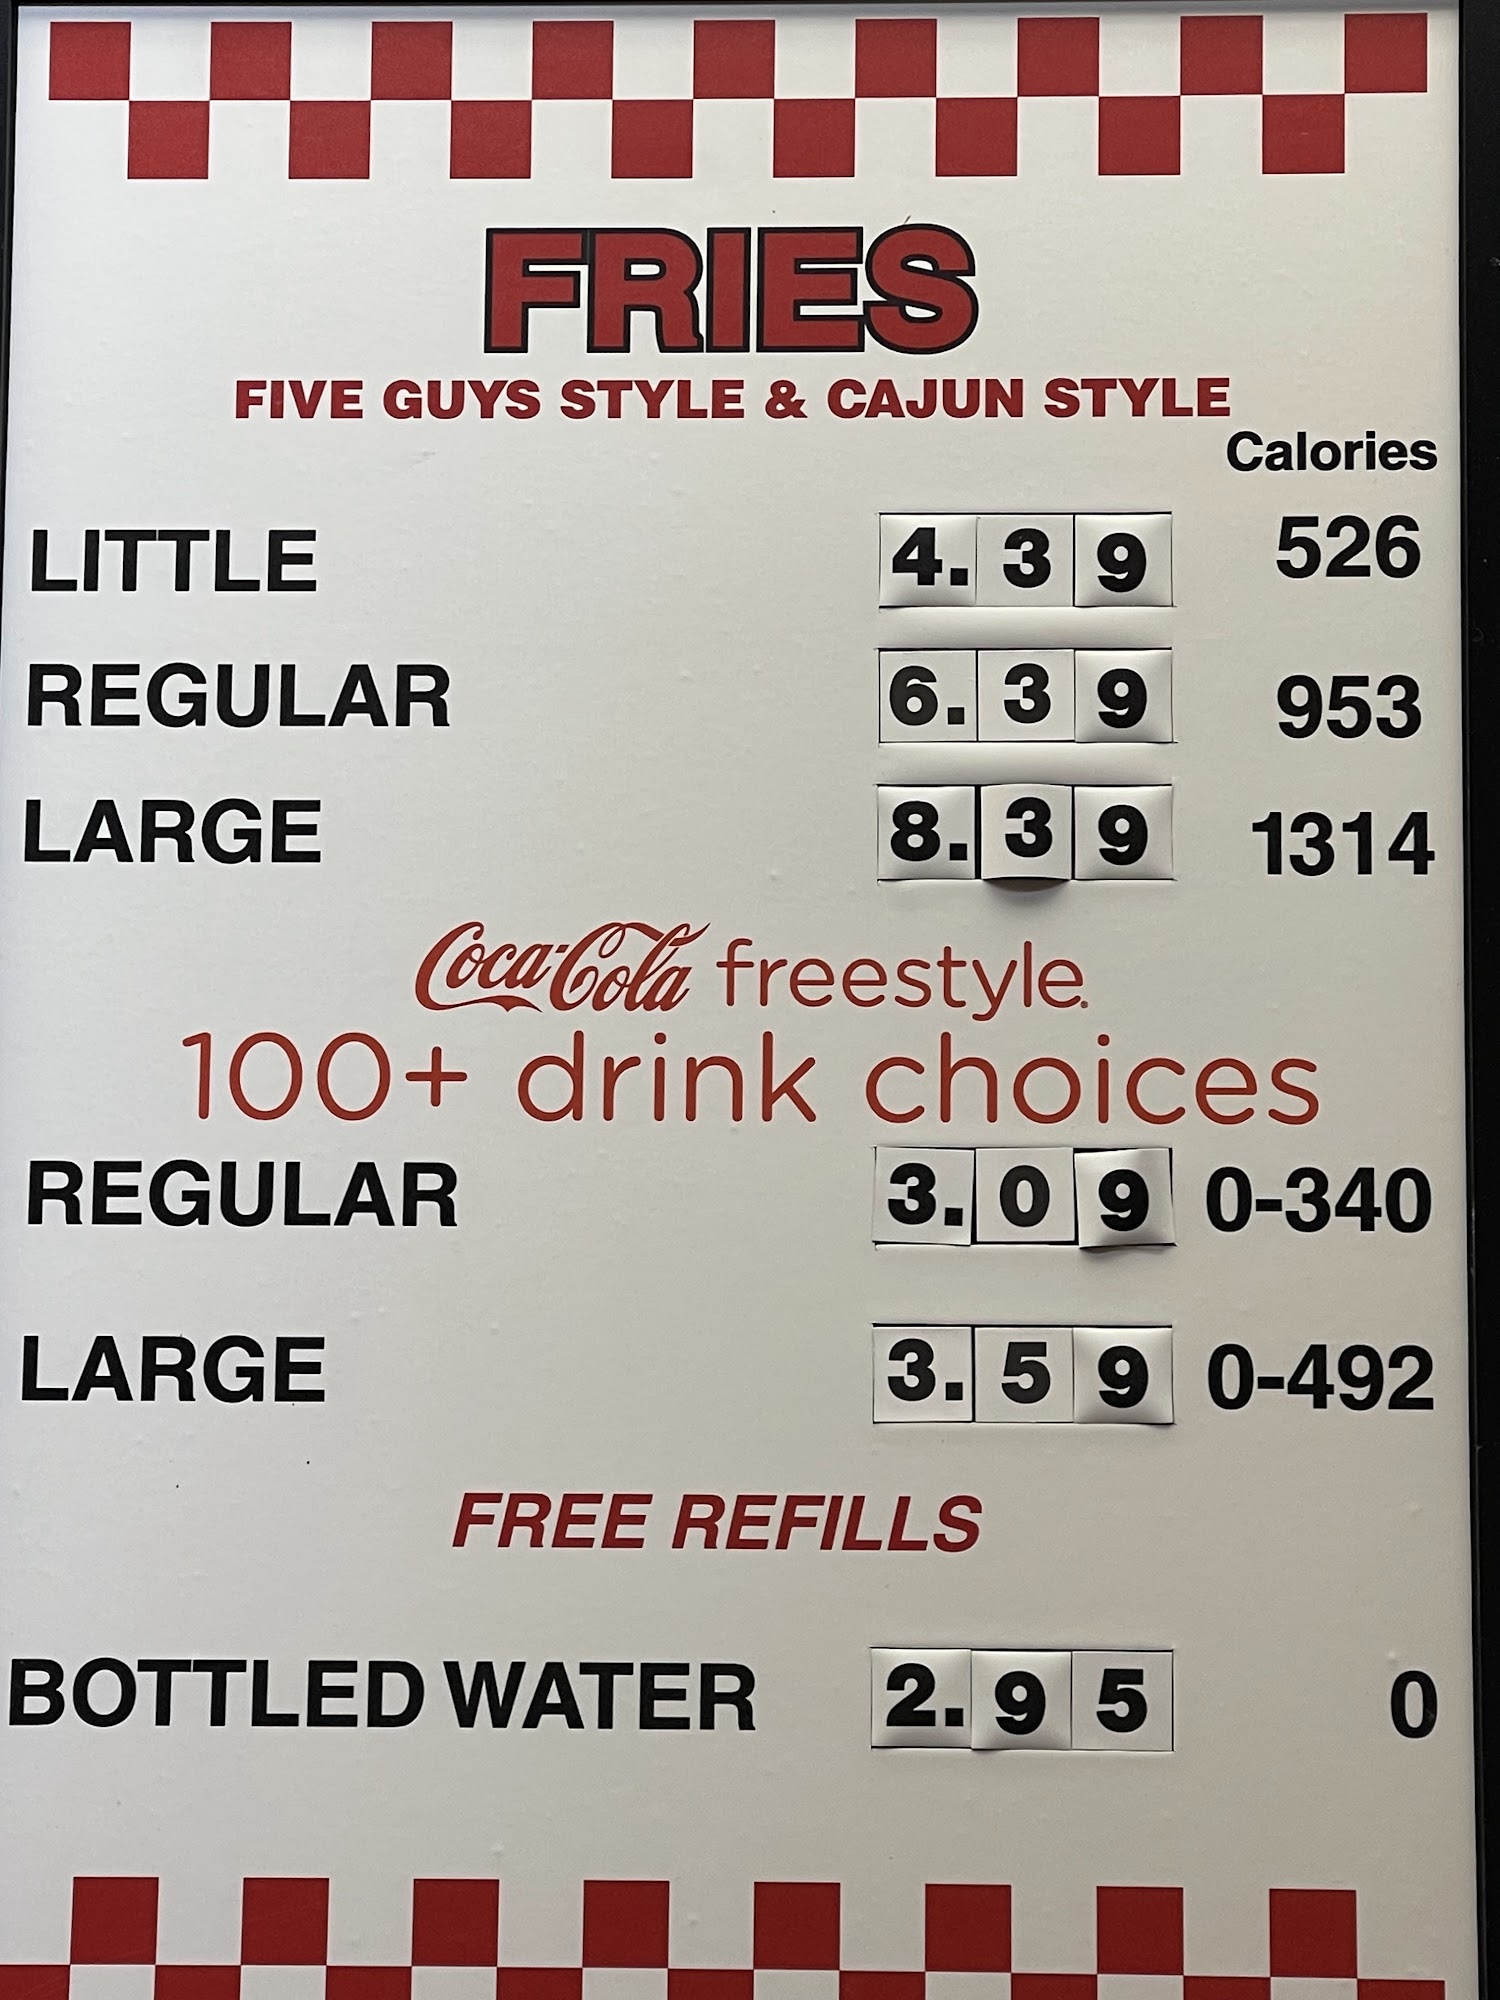 FRIES
FIVE GUYS STYLE & CAJUN STYLE
Calories
LITTLE 4.39 526
REGULAR 6.39 953
LARGE 8.39 1314
Coca-Cola freestyle
100+ drink choices
REGULAR 3.09 0-340
LARGE 3.59 0-492
FREE REFILLS
BOTTLED WATER 2.95 0